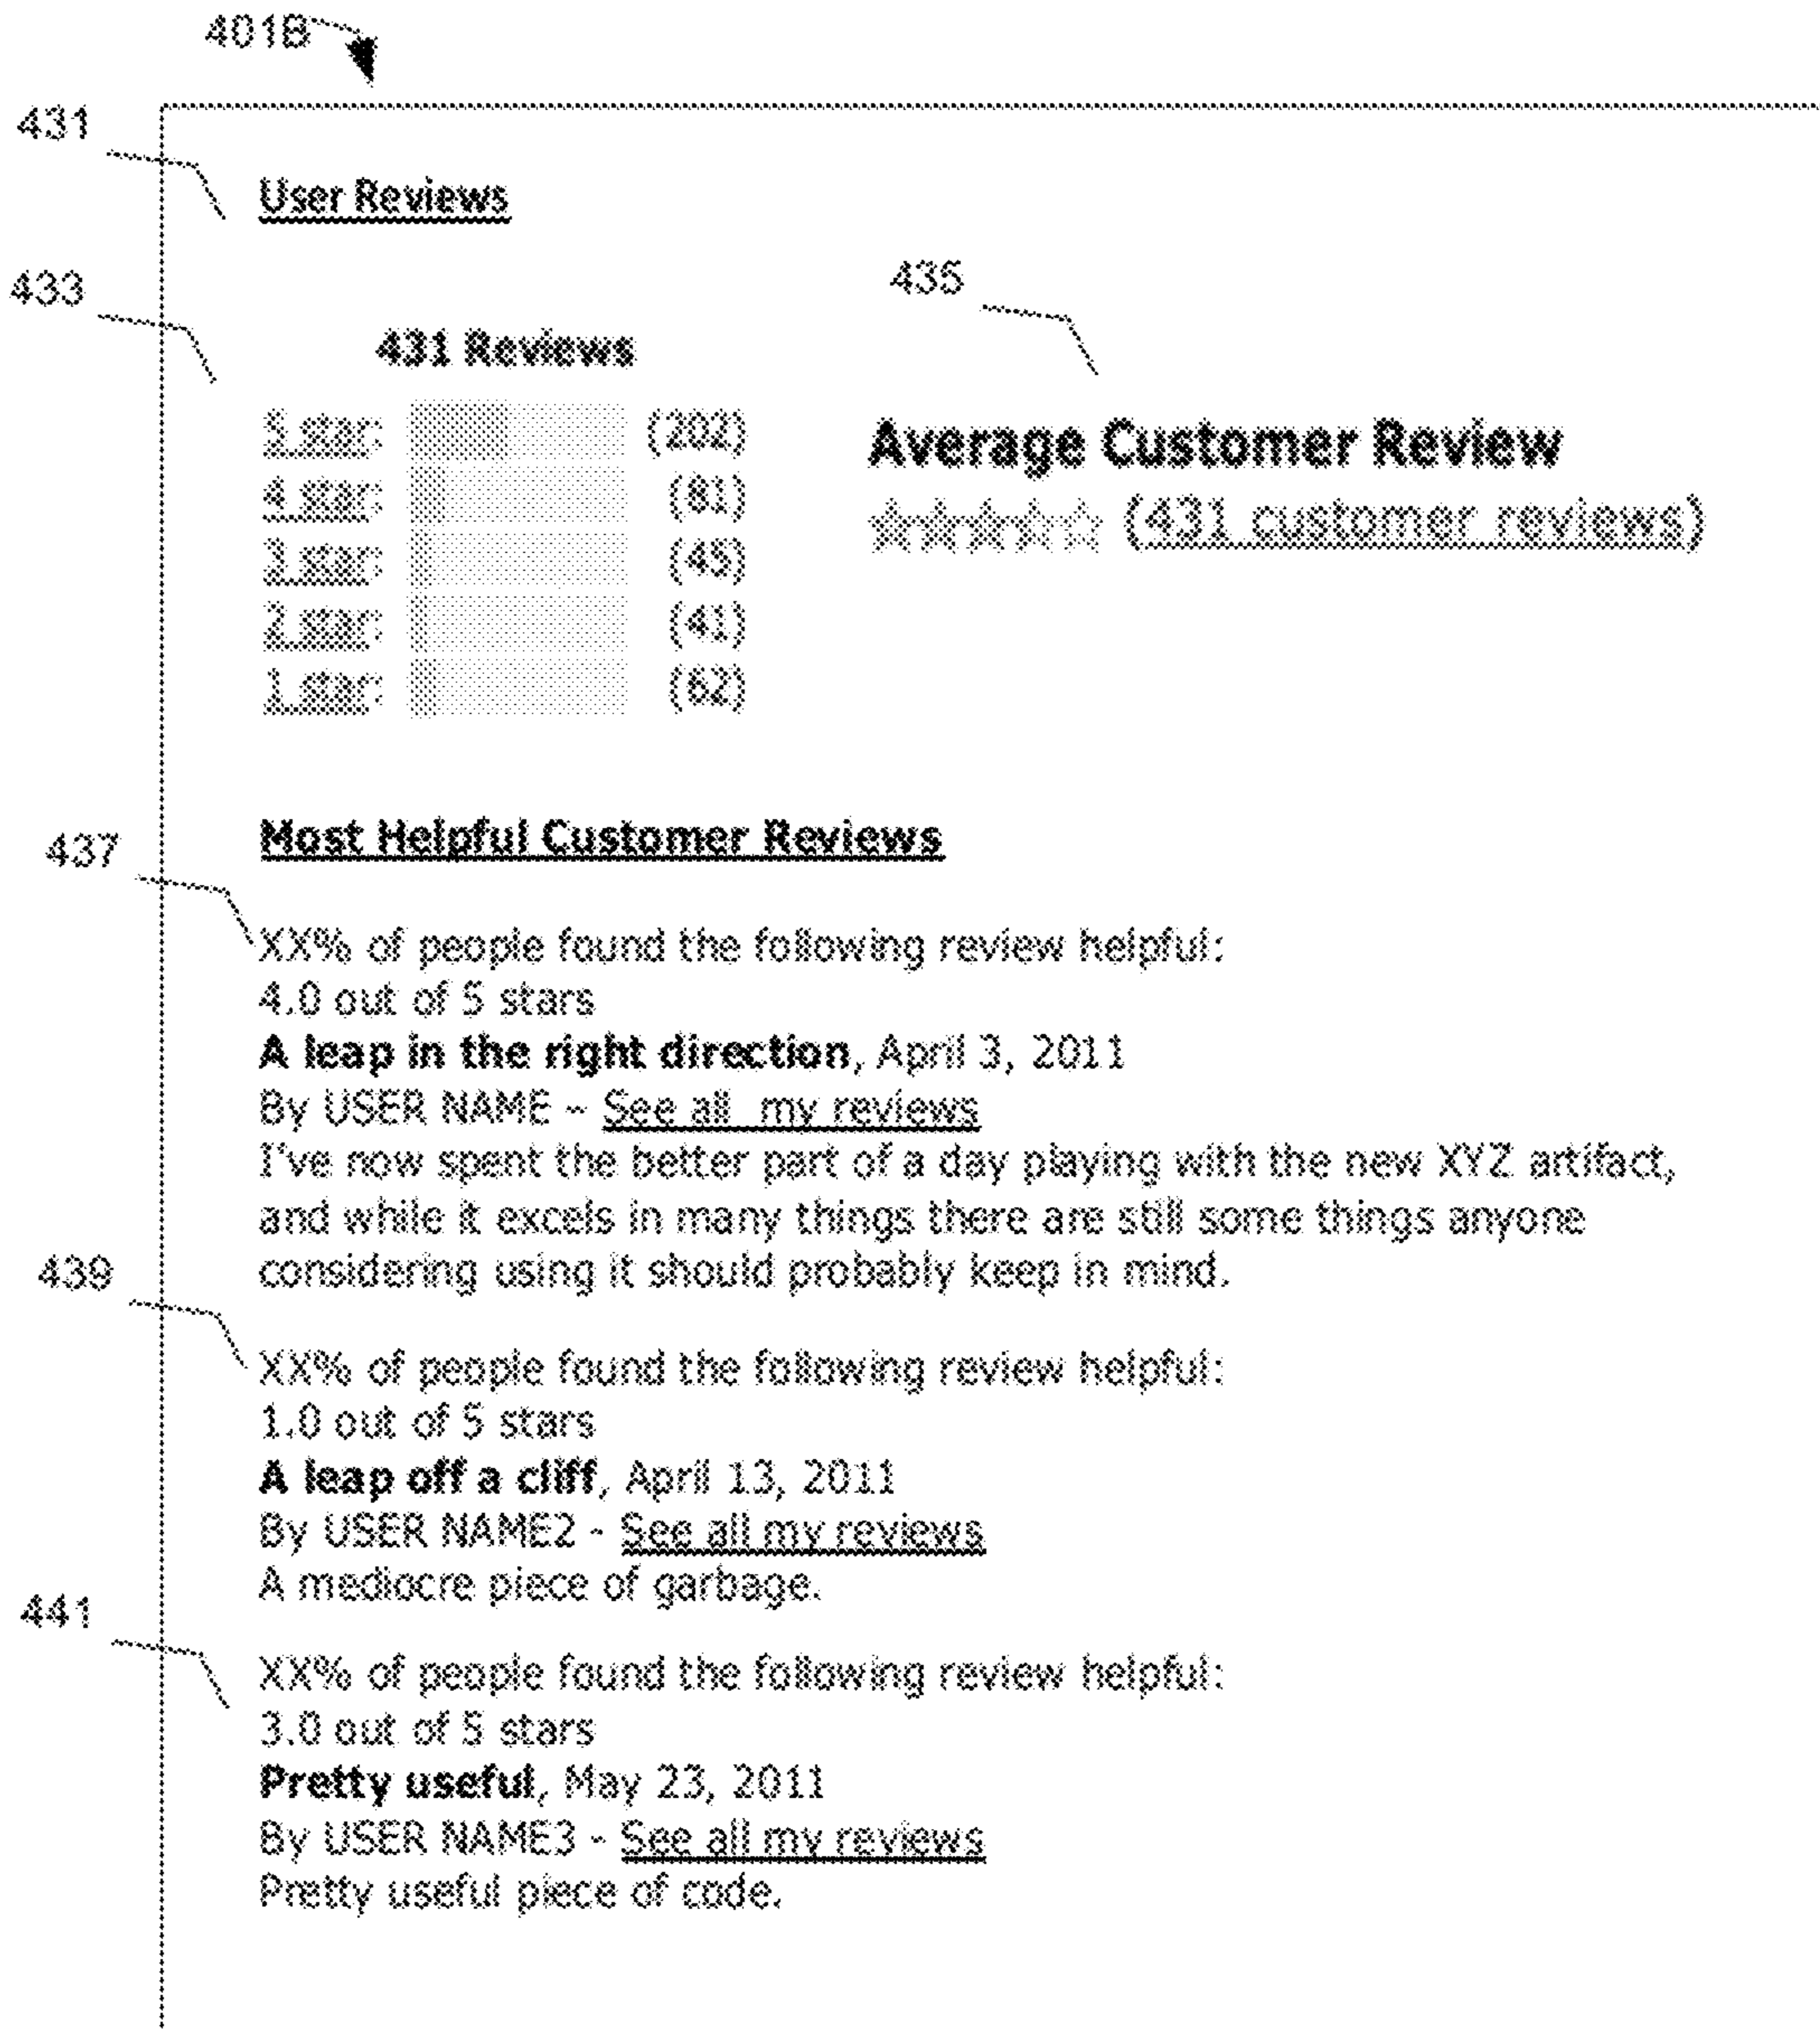 401B
431
User Reviews
433
435
431 Reviews
5 star: (202)
4 star: (81)
3 star: (45)
2 star: (41)
1 star: (62)
Average Customer Review
(431 customer reviews)
Most Helpful Customer Reviews
437
XX% of people found the following review helpful:
4.0 out of 5 stars
A leap in the right direction, April 3, 2011
By USER NAME – See all my reviews
I've now spent the better part of a day playing with the new XYZ artifact,
and while it excels in many things there are still some things anyone
considering using it should probably keep in mind.
439
XX% of people found the following review helpful:
1.0 out of 5 stars
A leap off a cliff, April 13, 2011
By USER NAME2 - See all my reviews
A mediocre piece of garbage.
441
XX% of people found the following review helpful:
3.0 out of 5 stars
Pretty useful, May 23, 2011
By USER NAME3 - See all my reviews
Pretty useful piece of code.